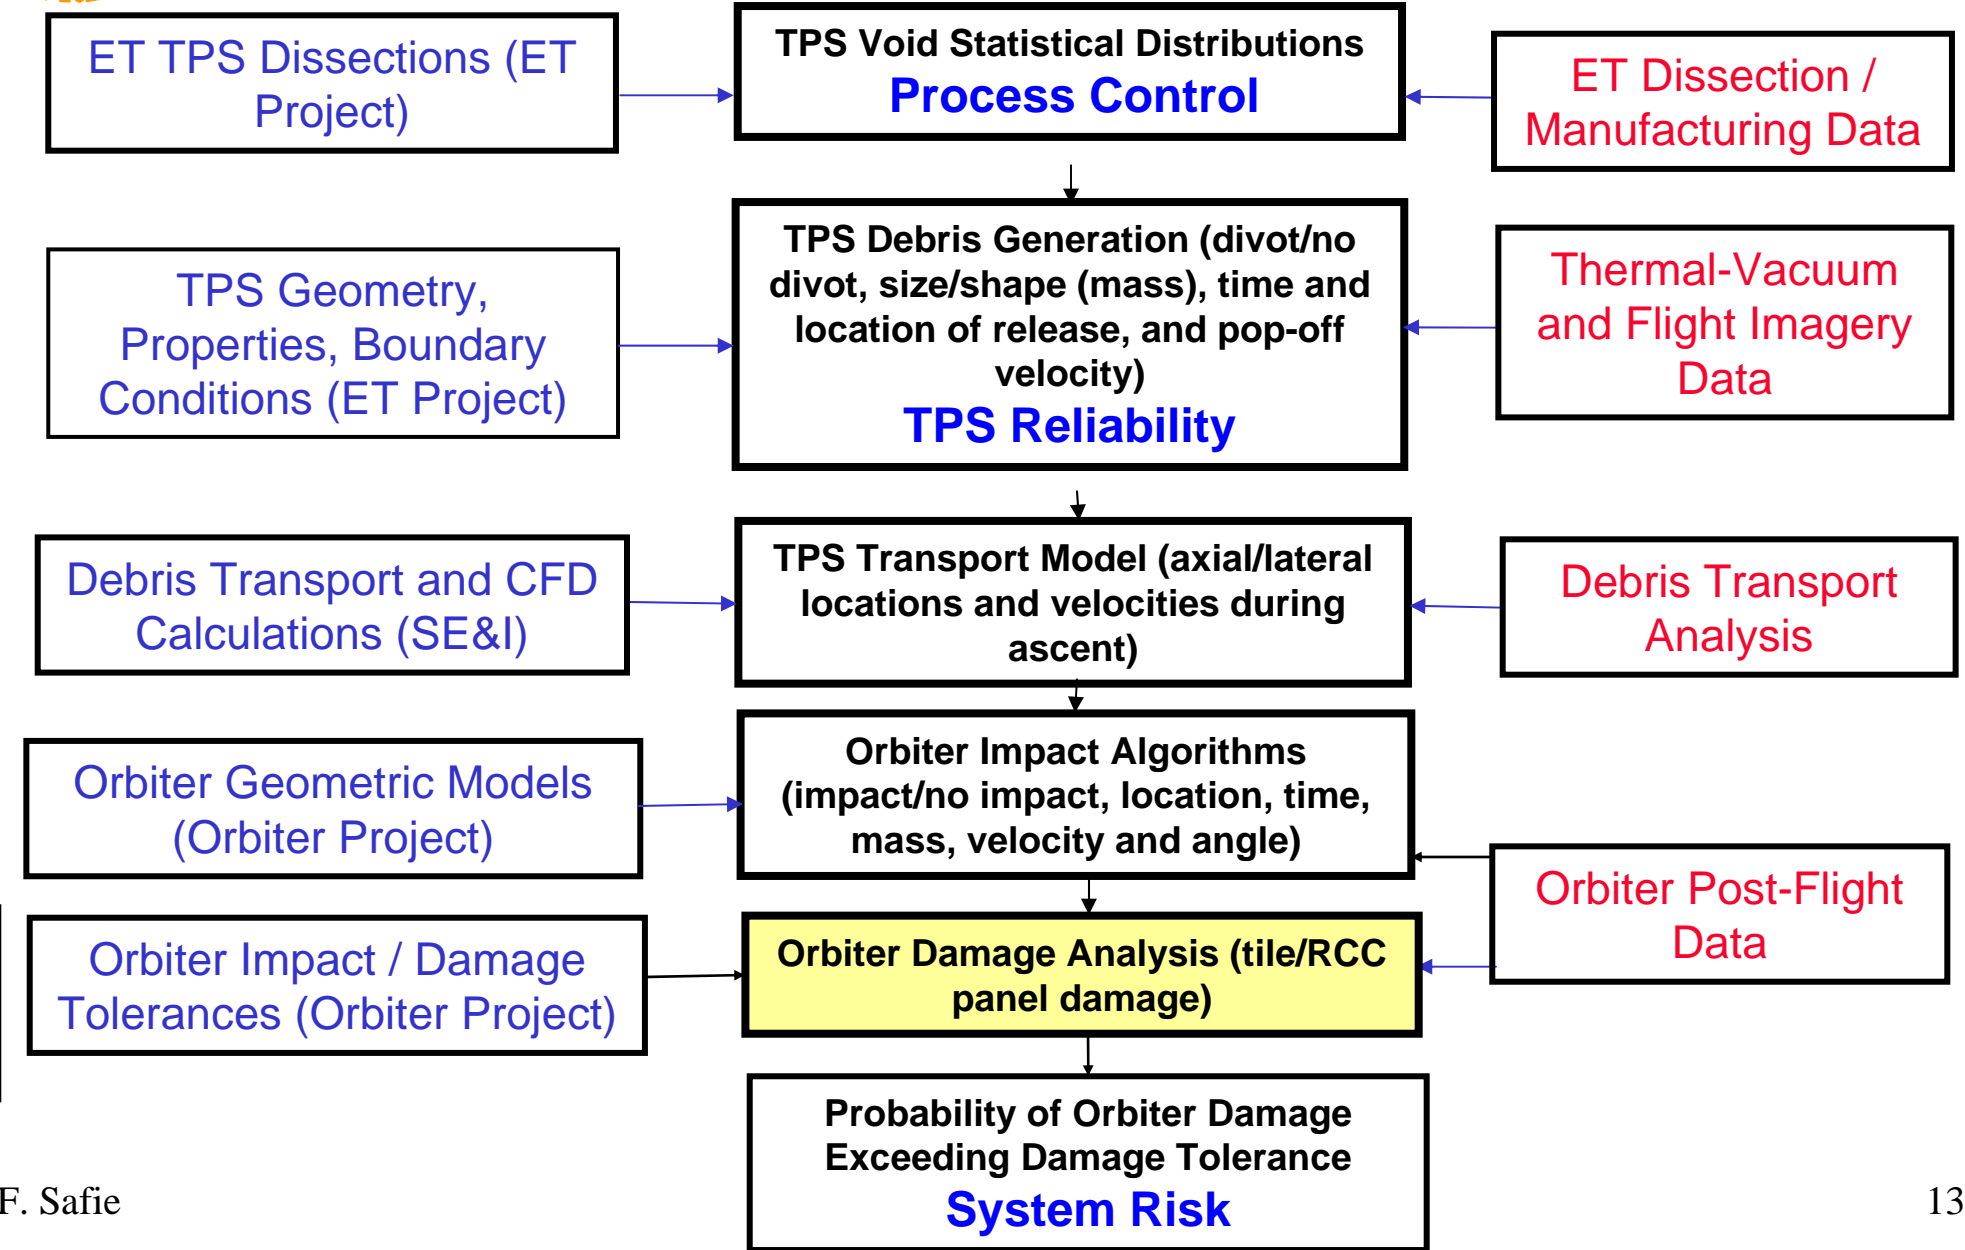 ET TPS Dissections (ET
Project)
TPS Void Statistical Distributions
Process Control
ET Dissection /
Manufacturing Data
TPS Geometry,
Properties, Boundary
Conditions (ET Project)
TPS Debris Generation (divot/no
divot, size/shape (mass), time and
location of release, and pop-off
velocity)
TPS Reliability
Thermal-Vacuum
and Flight Imagery
Data
Debris Transport and CFD
Calculations (SE&I)
TPS Transport Model (axial/lateral
locations and velocities during
ascent)
Debris Transport
Analysis
Orbiter Geometric Models
(Orbiter Project)
Orbiter Impact Algorithms
(impact/no impact, location, time,
mass, velocity and angle)
Orbiter Post-Flight
Data
Orbiter Impact / Damage
Tolerances (Orbiter Project)
Orbiter Damage Analysis (tile/RCC
panel damage)
Probability of Orbiter Damage
Exceeding Damage Tolerance
System Risk
F. Safie
13